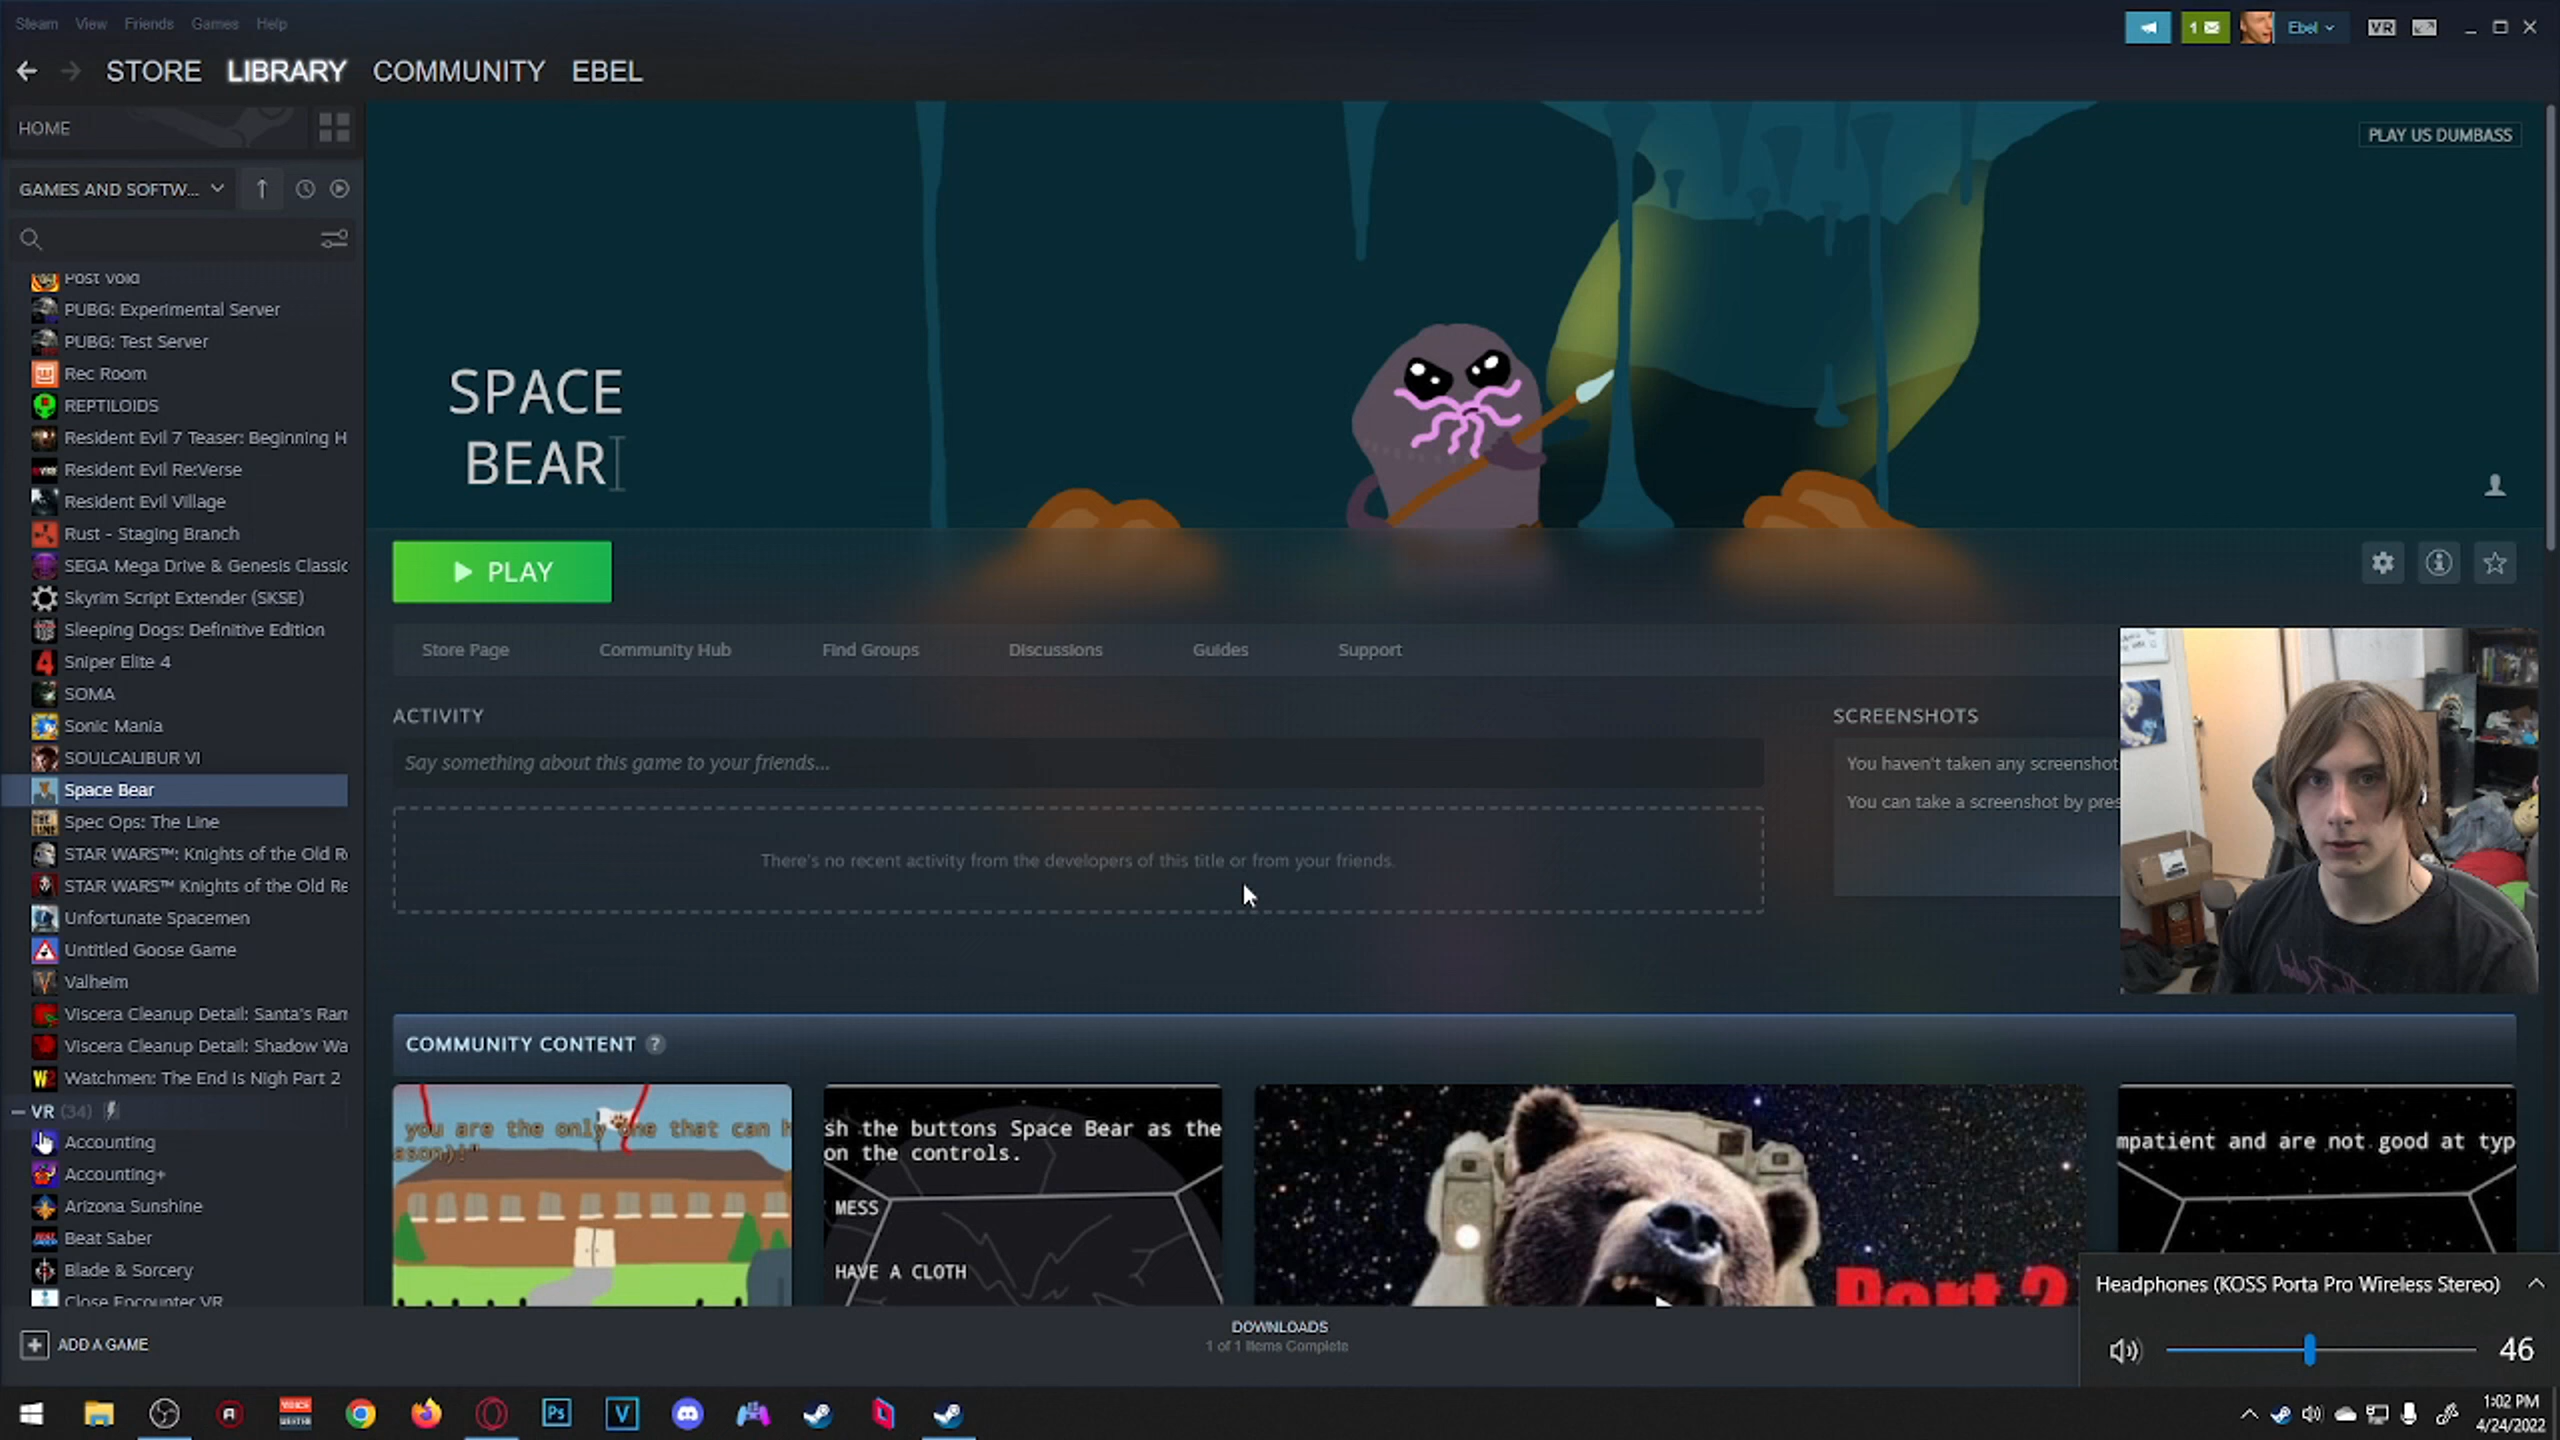 Steam View Friends Games Help
1
Ebel
VR
STORE LIBRARY COMMUNITY EBEL
HOME
GAMES AND SOFTW...
PLAY US DUMBASS
Post Void
PUBG: Experimental Server
PUBG: Test Server
Rec Room
REPTILOIDS
Resident Evil 7 Teaser: Beginning H
Resident Evil Re:Verse
Resident Evil Village
Rust - Staging Branch
SEGA Mega Drive & Genesis Classic
Skyrim Script Extender (SKSE)
Sleeping Dogs: Definitive Edition
Sniper Elite 4
SOMA
Sonic Mania
SOULCALIBUR VI
Space Bear
Spec Ops: The Line
STAR WARS™: Knights of the Old Re
STAR WARS™ Knights of the Old Re
Unfortunate Spacemen
Untitled Goose Game
Valheim
Viscera Cleanup Detail: Santa's Ram
Viscera Cleanup Detail: Shadow Wa
Watchmen: The End Is Nigh Part 2
VR (34)
Accounting
Accounting+
Arizona Sunshine
Beat Saber
Blade & Sorcery
Close Encounter VR
ADD A GAME
SPACE
BEAR
PLAY
Store Page Community Hub Find Groups Discussions Guides Support
ACTIVITY
Say something about this game to your friends...
There's no recent activity from the developers of this title or from your friends.
SCREENSHOTS
You haven't taken any screenshot
You can take a screenshot by pres
COMMUNITY CONTENT ?
you are the only one that can h
ason)!"
sh the buttons Space Bear as the
on the controls.
MESS
HAVE A CLOTH
Part 2
mpatient and are not good at typ
DOWNLOADS
1 of 1 Items Complete
Headphones (KOSS Porta Pro Wireless Stereo)
46
Ps
V
1:02 PM
4/24/2022